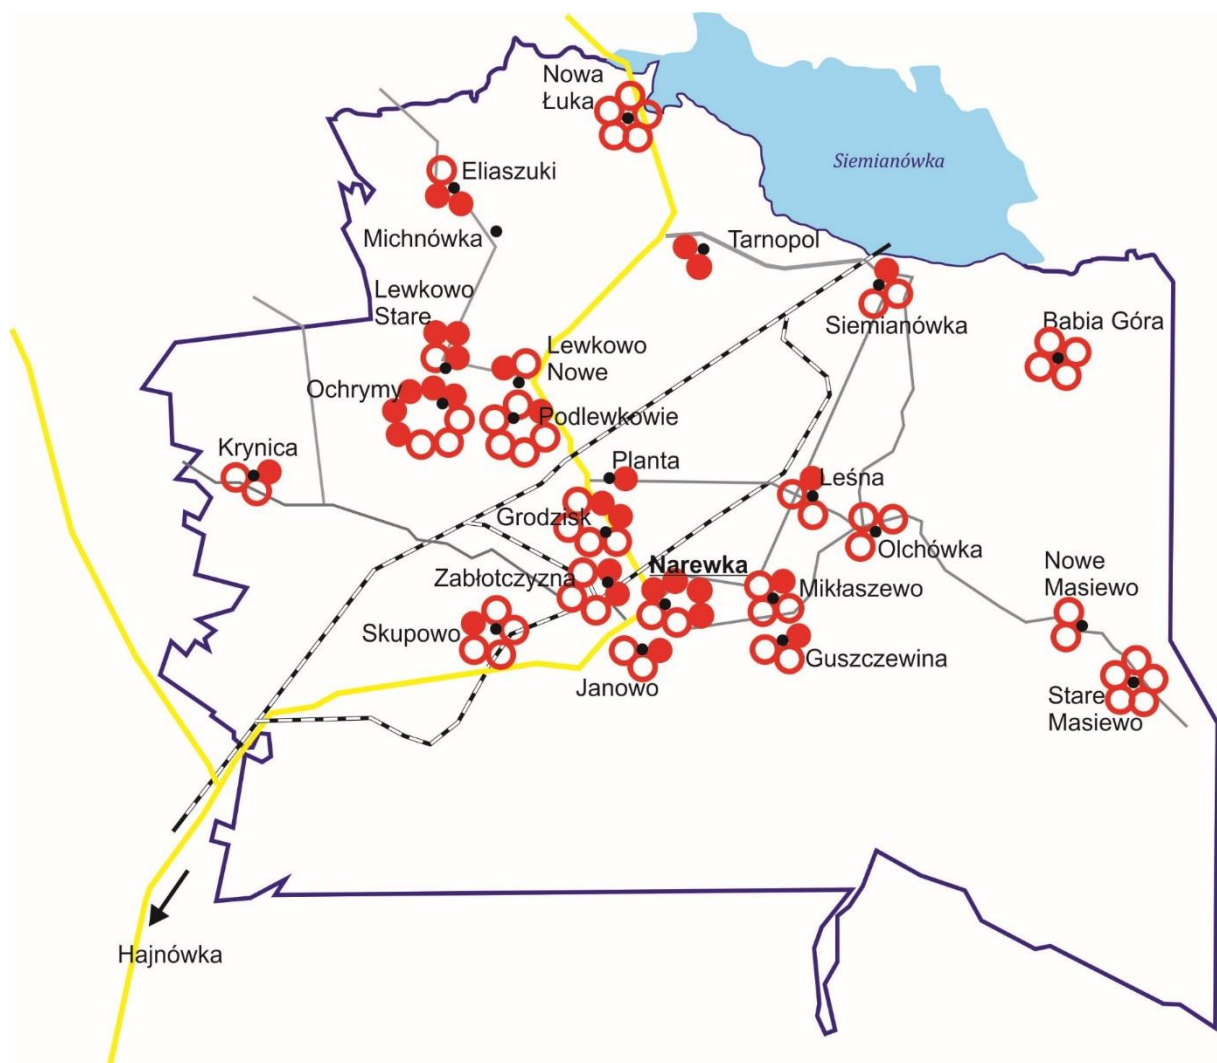 Nowa
Łuka
Siemianówka
Eliaszuki
Michnówka
Tarnopol
Lewkowo
Stare
Siemianówka
Babia Góra
Lewkowo
Nowe
Ochrymy
Podlewkowie
Krynica
Planta
Leśna
Grodzisk
Olchówka
Zabłotczyzna
Narewka
Mikłaszewo
Nowe
Masiewo
Skupowo
Guszczewina
Janowo
Stare
Masiewo
Hajnówka